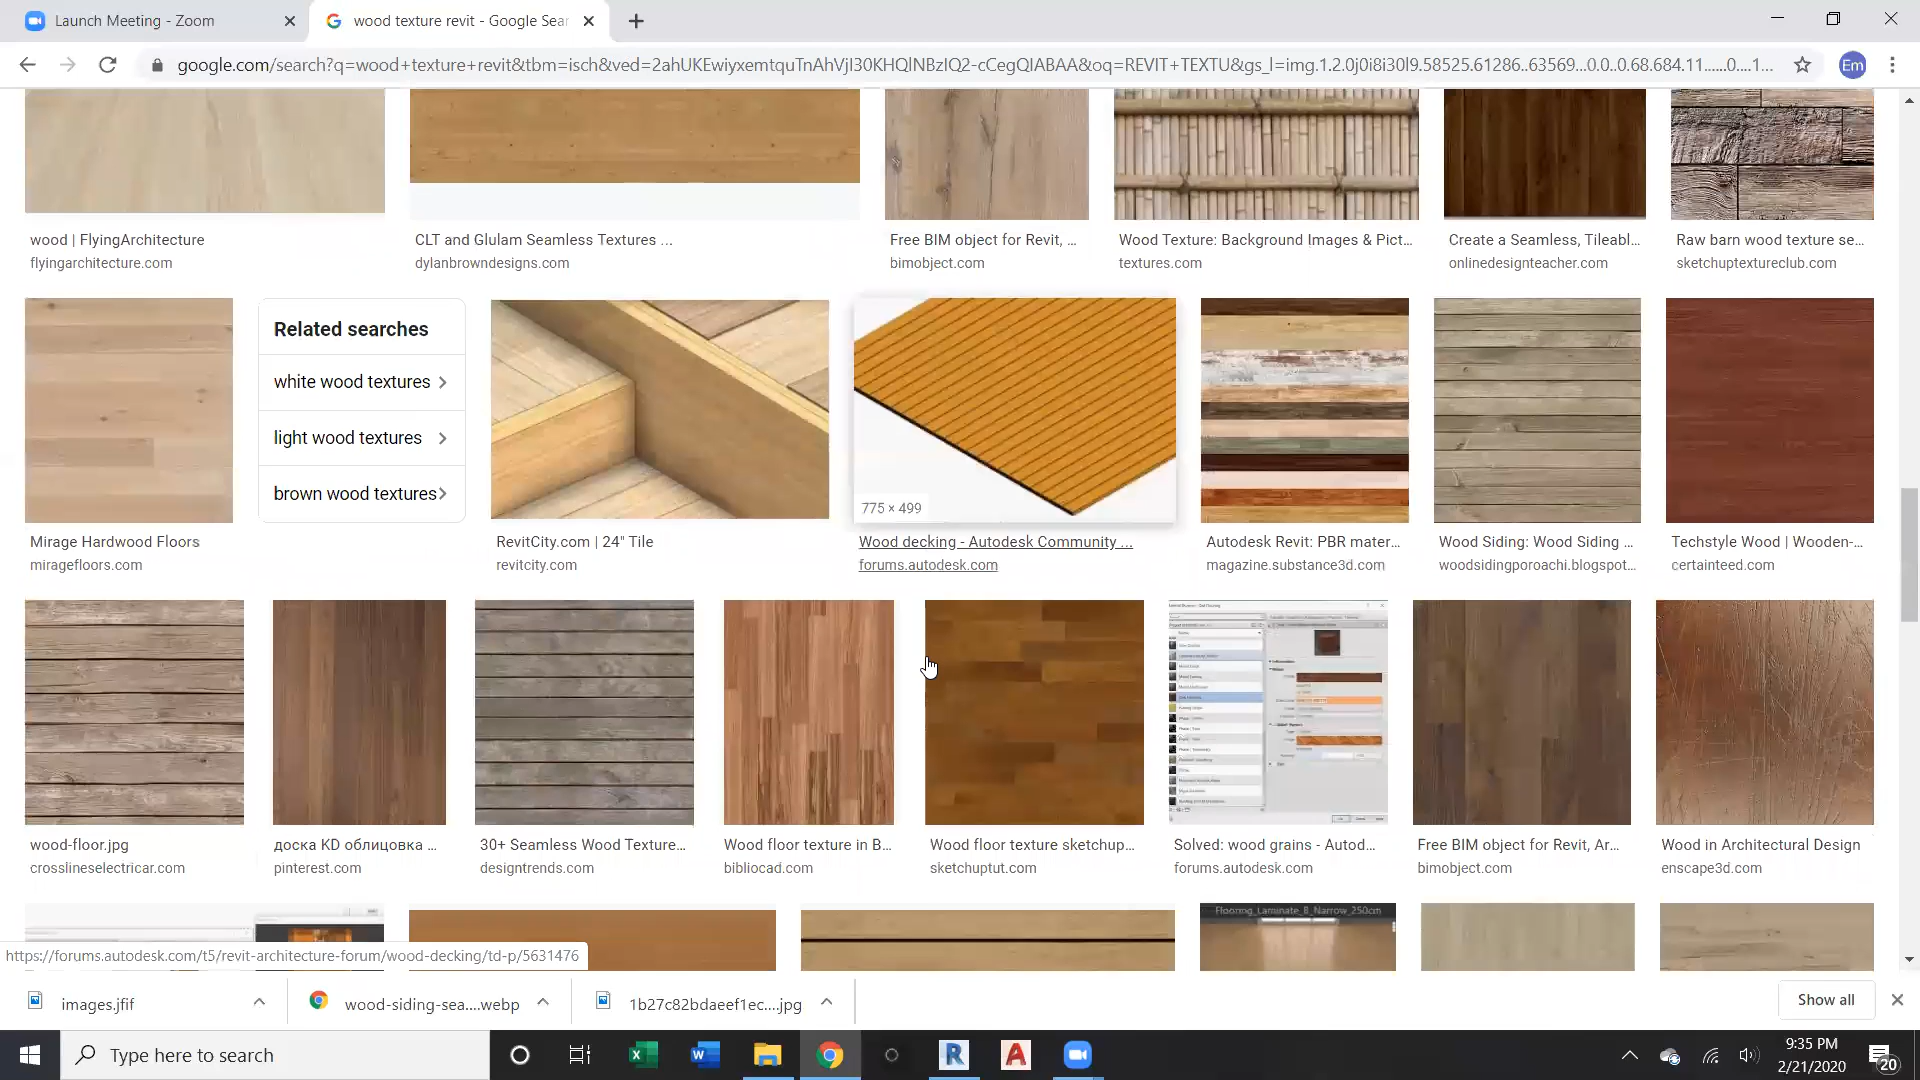 Launch Meeting - Zoom
wood texture revit - Google Sear
google.com/search?q=wood+texture+revit&tbm=isch&ved=2ahUKEwiyxemtquTnAhVjI30KHQlNBzIQ2-cCegQIABAA&oq=REVIT+TEXTU&gs_l=img.1.2.0j0i8i30l9.58525.61286..63569...0.0..0.68.684.11......0....1...
Em
wood | FlyingArchitecture
flyingarchitecture.com
CLT and Glulam Seamless Textures ...
dylanbrowndesigns.com
Free BIM object for Revit, ...
bimobject.com
Wood Texture: Background Images & Pict...
textures.com
Create a Seamless, Tileabl...
onlinedesignteacher.com
Raw barn wood texture se...
sketchuptextureclub.com
Related searches
white wood textures
light wood textures
brown wood textures
775 × 499
Mirage Hardwood Floors
miragefloors.com
RevitCity.com | 24" Tile
revitcity.com
Wood decking - Autodesk Community ...
forums.autodesk.com
Autodesk Revit: PBR mater...
magazine.substance3d.com
Wood Siding: Wood Siding ...
woodsidingporoachi.blogspot...
Techstyle Wood | Wooden-...
certainteed.com
wood-floor.jpg
crosslineselectricar.com
доска KD облицовка ...
pinterest.com
30+ Seamless Wood Texture...
designtrends.com
Wood floor texture in B...
bibliocad.com
Wood floor texture sketchup...
sketchuptut.com
Solved: wood grains - Autod...
forums.autodesk.com
Free BIM object for Revit, Ar...
bimobject.com
Wood in Architectural Design
enscape3d.com
Flooring_Laminate_B_Narrow_250cm
https://forums.autodesk.com/t5/revit-architecture-forum/wood-decking/td-p/5631476
images.jfif
wood-siding-sea....webp
1b27c82bdaeef1ec....jpg
Show all
Type here to search
9:35 PM
2/21/2020
20